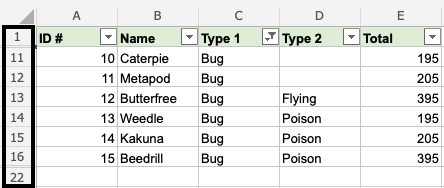 A B C D E
1 ID # Name Type 1 Type 2 Total
11 10 Caterpie Bug 195
12 11 Metapod Bug 205
13 12 Butterfree Bug Flying 395
14 13 Weedle Bug Poison 195
15 14 Kakuna Bug Poison 205
16 15 Beedrill Bug Poison 395
22